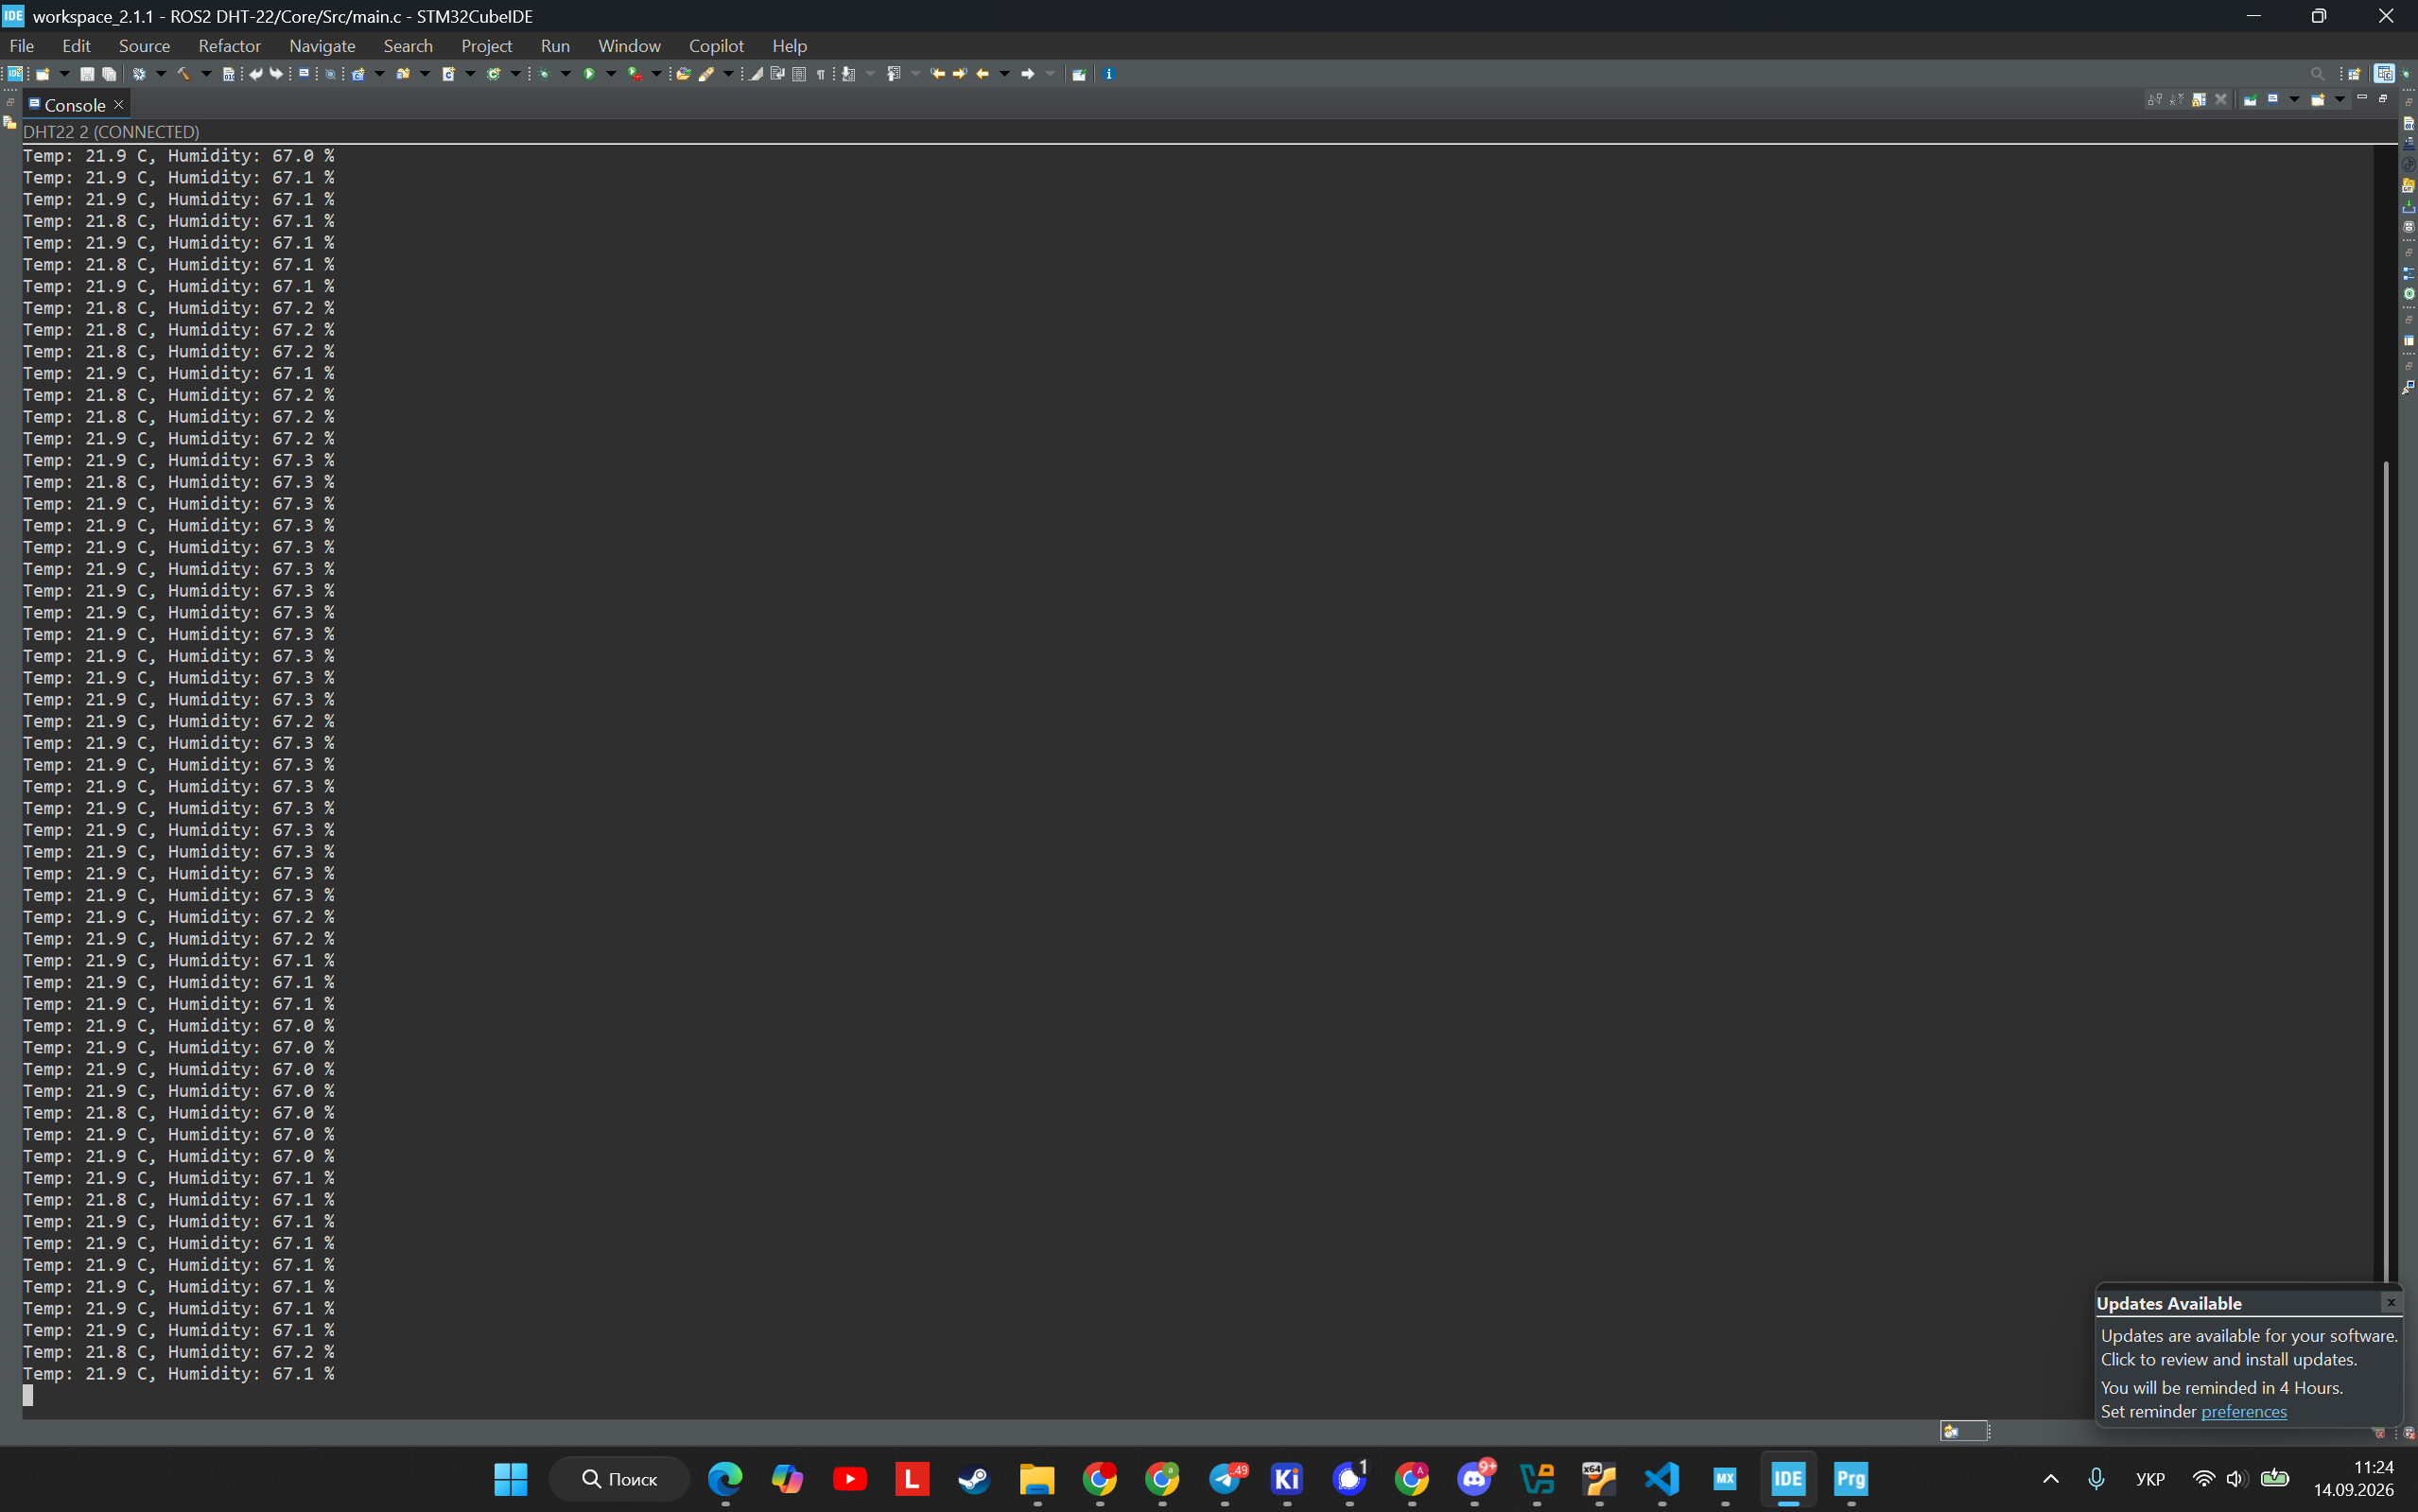 IDE workspace_2.1.1 - ROS2 DHT-22/Core/Src/main.c - STM32CubeIDE
File Edit Source Refactor Navigate Search Project Run Window Copilot Help
Console
DHT22 2 (CONNECTED)
Temp: 21.9 C, Humidity: 67.0 %
Temp: 21.9 C, Humidity: 67.1 %
Temp: 21.9 C, Humidity: 67.1 %
Temp: 21.8 C, Humidity: 67.1 %
Temp: 21.9 C, Humidity: 67.1 %
Temp: 21.8 C, Humidity: 67.1 %
Temp: 21.9 C, Humidity: 67.1 %
Temp: 21.8 C, Humidity: 67.2 %
Temp: 21.8 C, Humidity: 67.2 %
Temp: 21.8 C, Humidity: 67.2 %
Temp: 21.9 C, Humidity: 67.1 %
Temp: 21.8 C, Humidity: 67.2 %
Temp: 21.8 C, Humidity: 67.2 %
Temp: 21.9 C, Humidity: 67.2 %
Temp: 21.9 C, Humidity: 67.3 %
Temp: 21.8 C, Humidity: 67.3 %
Temp: 21.9 C, Humidity: 67.3 %
Temp: 21.9 C, Humidity: 67.3 %
Temp: 21.9 C, Humidity: 67.3 %
Temp: 21.9 C, Humidity: 67.3 %
Temp: 21.9 C, Humidity: 67.3 %
Temp: 21.9 C, Humidity: 67.3 %
Temp: 21.9 C, Humidity: 67.3 %
Temp: 21.9 C, Humidity: 67.3 %
Temp: 21.9 C, Humidity: 67.3 %
Temp: 21.9 C, Humidity: 67.3 %
Temp: 21.9 C, Humidity: 67.2 %
Temp: 21.9 C, Humidity: 67.3 %
Temp: 21.9 C, Humidity: 67.3 %
Temp: 21.9 C, Humidity: 67.3 %
Temp: 21.9 C, Humidity: 67.3 %
Temp: 21.9 C, Humidity: 67.3 %
Temp: 21.9 C, Humidity: 67.3 %
Temp: 21.9 C, Humidity: 67.3 %
Temp: 21.9 C, Humidity: 67.3 %
Temp: 21.9 C, Humidity: 67.2 %
Temp: 21.9 C, Humidity: 67.2 %
Temp: 21.9 C, Humidity: 67.1 %
Temp: 21.9 C, Humidity: 67.1 %
Temp: 21.9 C, Humidity: 67.1 %
Temp: 21.9 C, Humidity: 67.0 %
Temp: 21.9 C, Humidity: 67.0 %
Temp: 21.9 C, Humidity: 67.0 %
Temp: 21.9 C, Humidity: 67.0 %
Temp: 21.8 C, Humidity: 67.0 %
Temp: 21.9 C, Humidity: 67.0 %
Temp: 21.9 C, Humidity: 67.0 %
Temp: 21.9 C, Humidity: 67.1 %
Temp: 21.8 C, Humidity: 67.1 %
Temp: 21.9 C, Humidity: 67.1 %
Temp: 21.9 C, Humidity: 67.1 %
Temp: 21.9 C, Humidity: 67.1 %
Temp: 21.9 C, Humidity: 67.1 %
Temp: 21.9 C, Humidity: 67.1 %
Temp: 21.9 C, Humidity: 67.1 %
Temp: 21.8 C, Humidity: 67.2 %
Temp: 21.9 C, Humidity: 67.1 %
Updates Available
Updates are available for your software.
Click to review and install updates.
You will be reminded in 4 Hours.
Set reminder preferences
Поиск L 49 Ki 1 A 9+ x64 MX IDE Prg УКР 11:24
14.09.2026